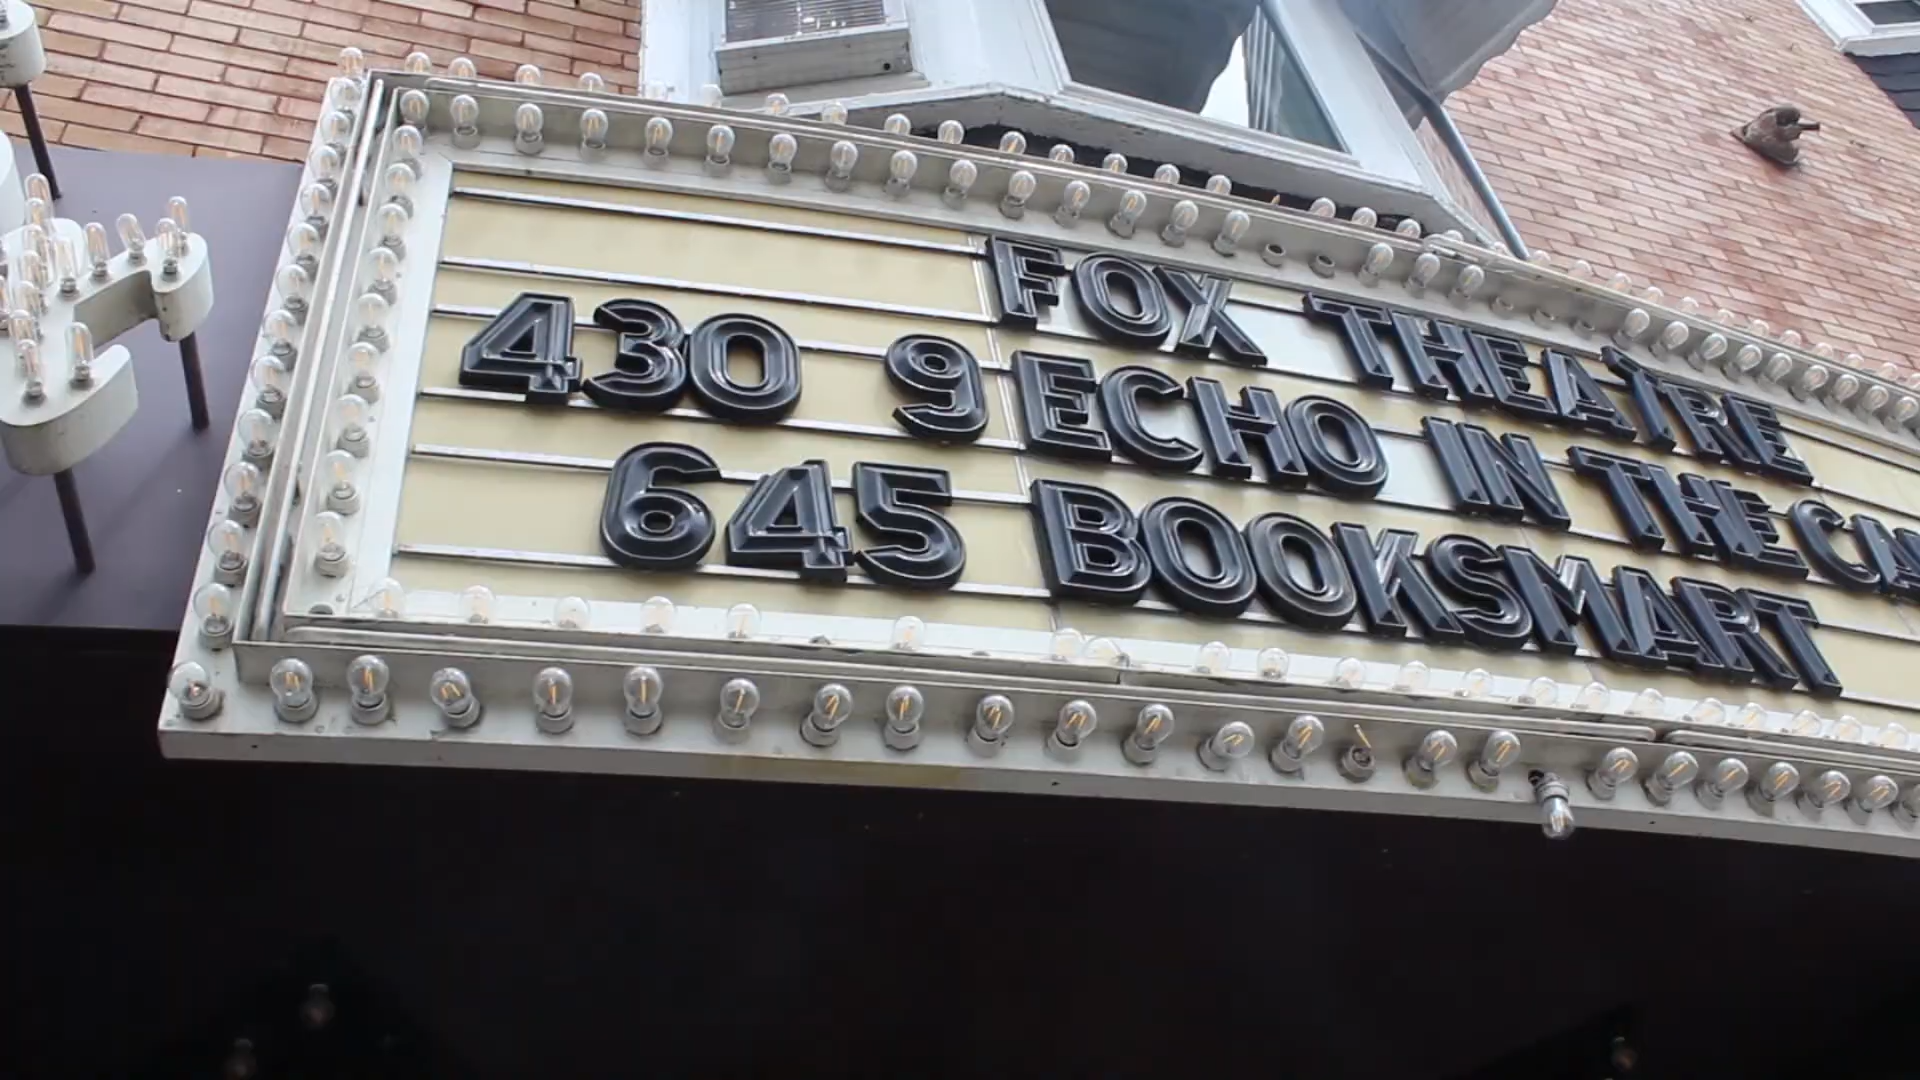 FOX THEATRE
430 9 ECHO IN THE
645 BOOKSMART